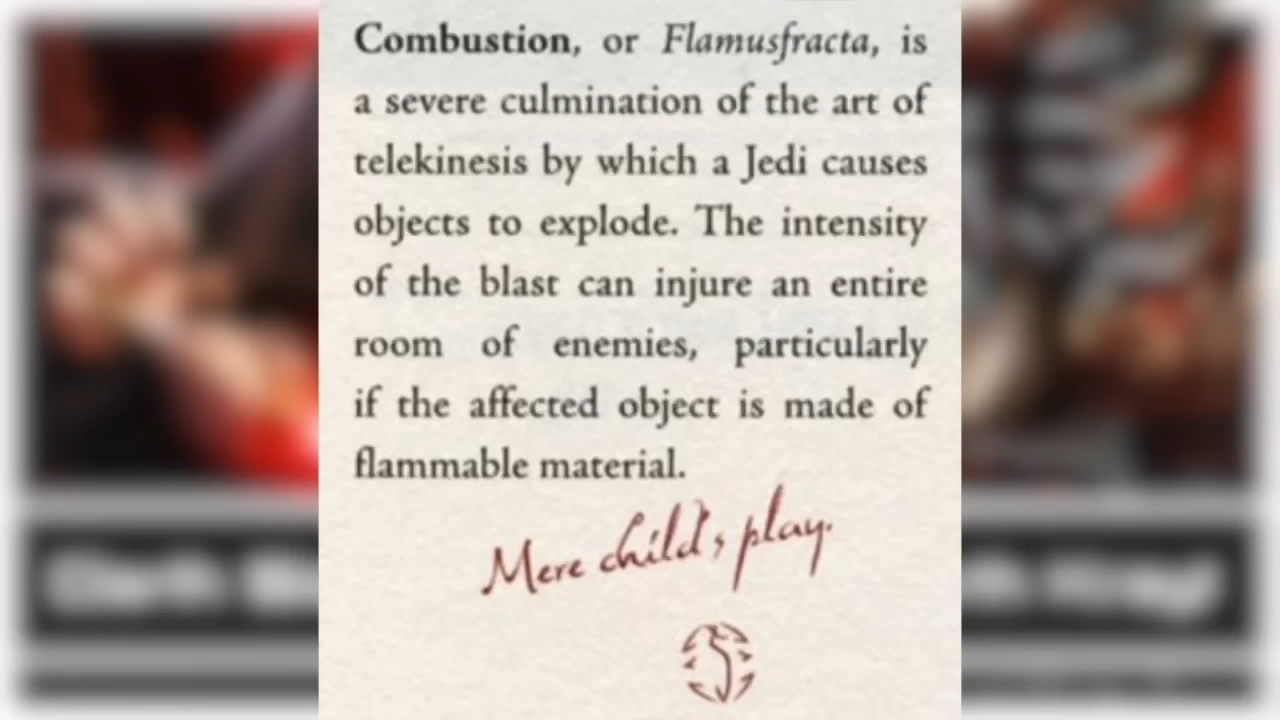 Combustion, or Flamusfracta, is
a severe culmination of the art of
telekinesis by which a Jedi causes
objects to explode. The intensity
of the blast can injure an entire
room of enemies, particularly
if the affected object is made of
flammable material.
Mere child's play.